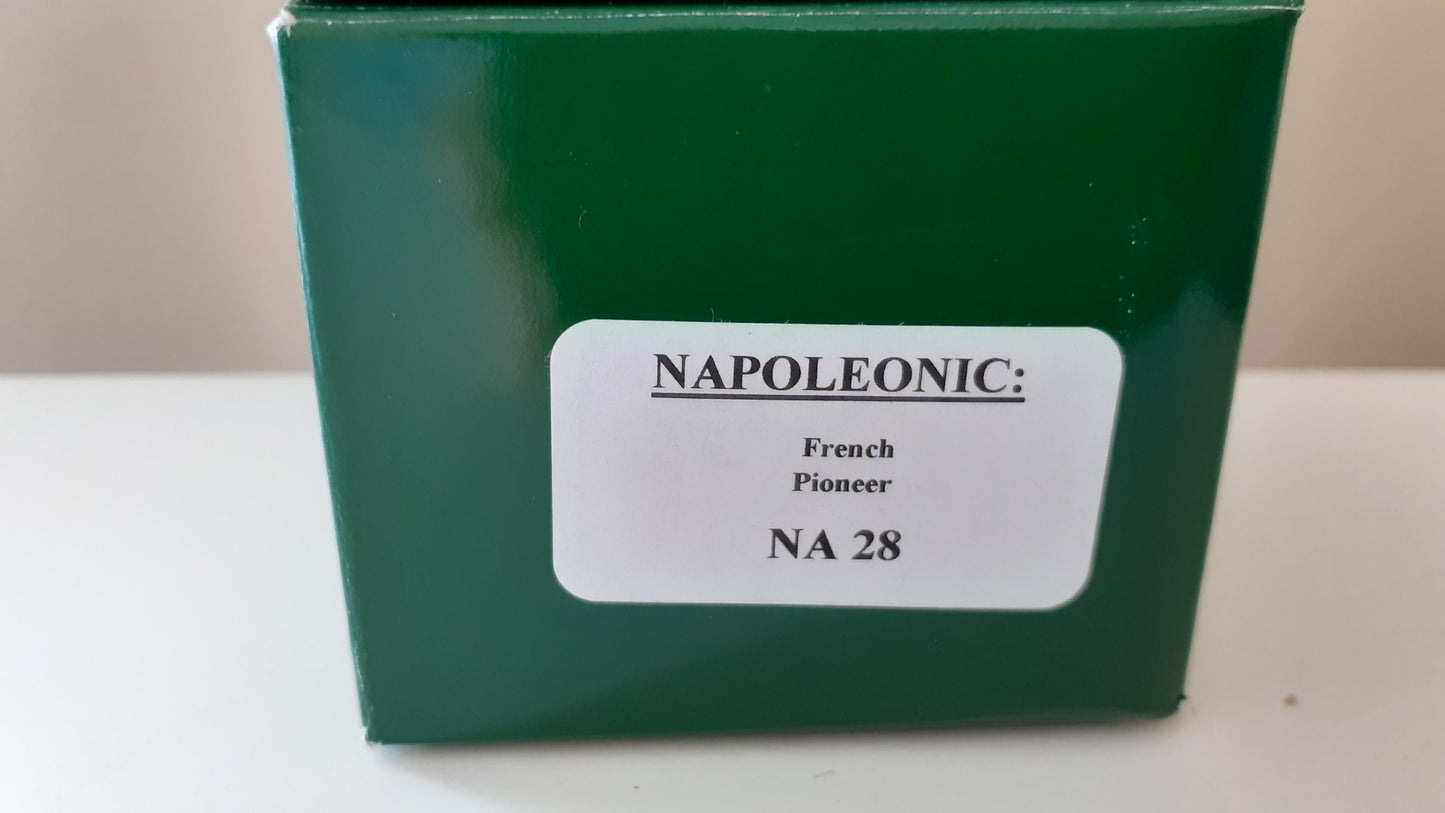 NAPOLEONIC:
French
Pioneer
NA 28